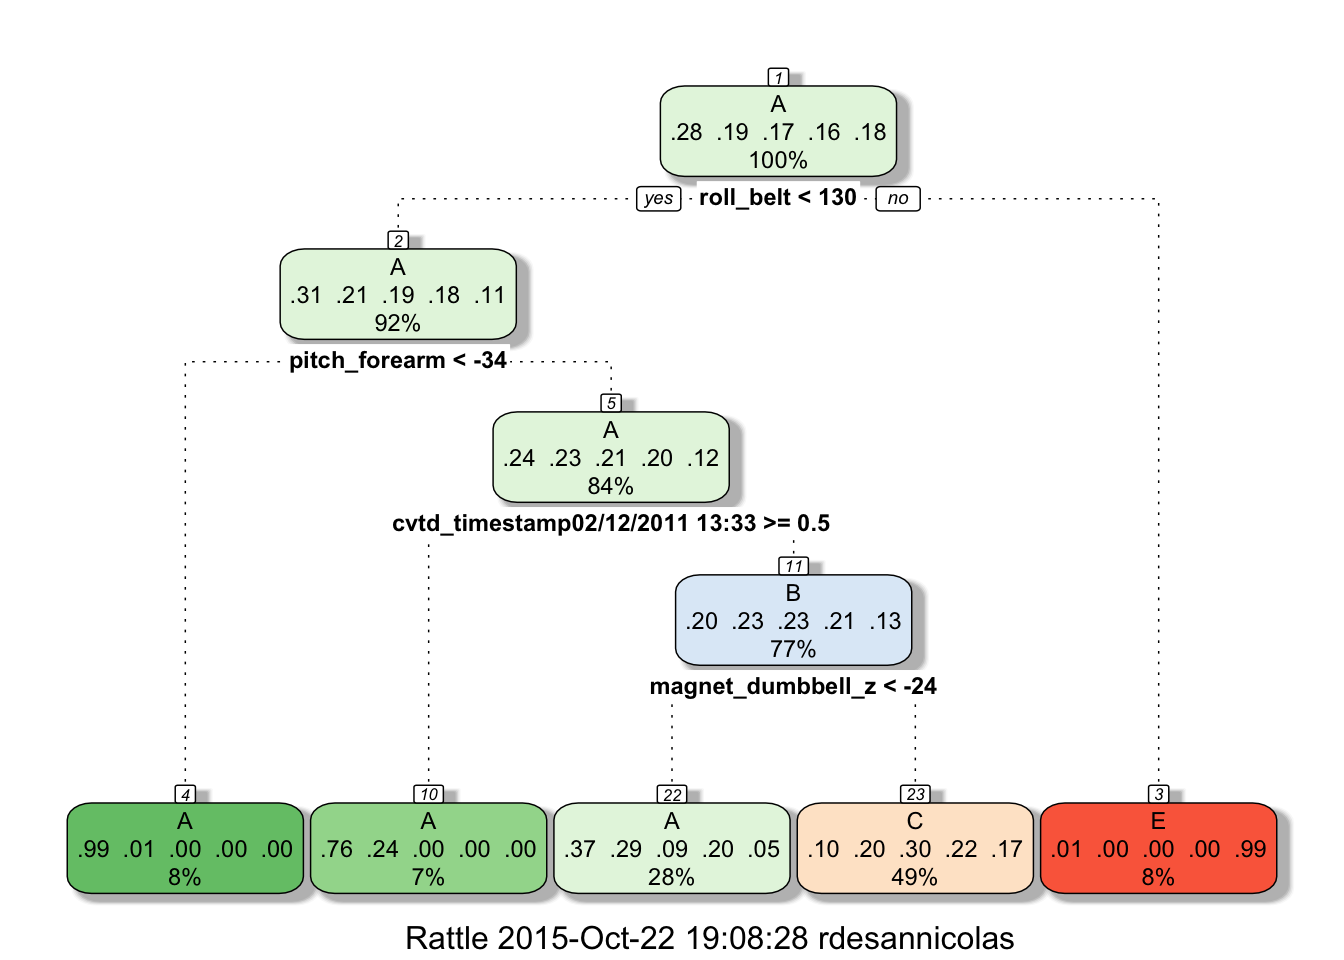 1
A
.28 .19 .17 .16 .18
100%
yes roll_belt < 130 no
2
A
.31 .21 .19 .18 .11
92%
pitch_forearm < -34
5
A
.24 .23 .21 .20 .12
84%
cvtd_timestamp02/12/2011 13:33 >= 0.5
11
B
.20 .23 .23 .21 .13
77%
magnet_dumbbell_z < -24
4
A
.99 .01 .00 .00 .00
8%
10
A
.76 .24 .00 .00 .00
7%
22
A
.37 .29 .09 .20 .05
28%
23
C
.10 .20 .30 .22 .17
49%
3
E
.01 .00 .00 .00 .99
8%
Rattle 2015-Oct-22 19:08:28 rdesannicolas